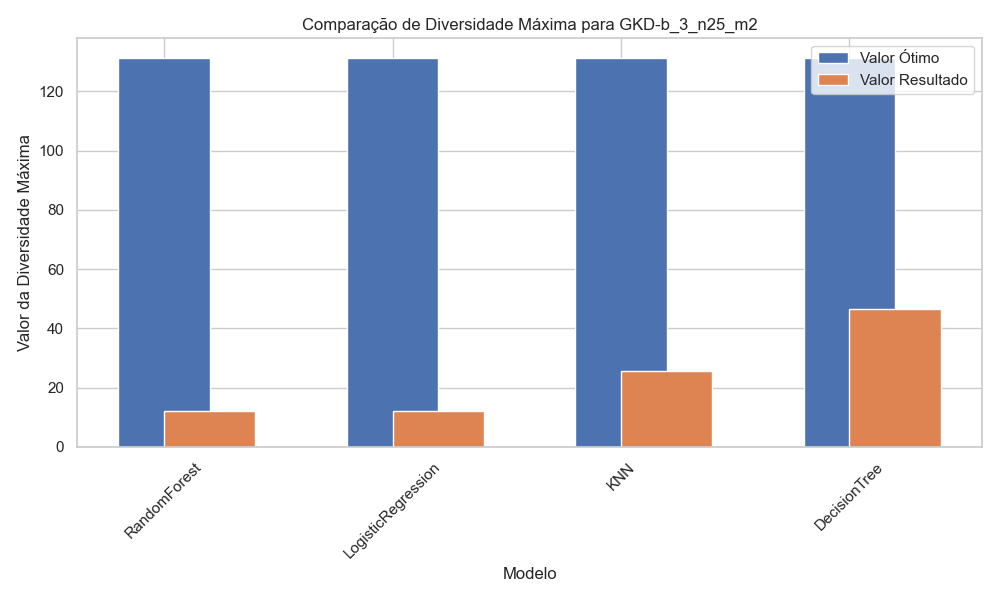 Comparação de Diversidade Máxima para GKD-b_3_n25_m2
Valor Ótimo
Valor Resultado
Valor da Diversidade Máxima
120
100
80
60
40
20
0
RandomForest
LogisticRegression
KNN
DecisionTree
Modelo